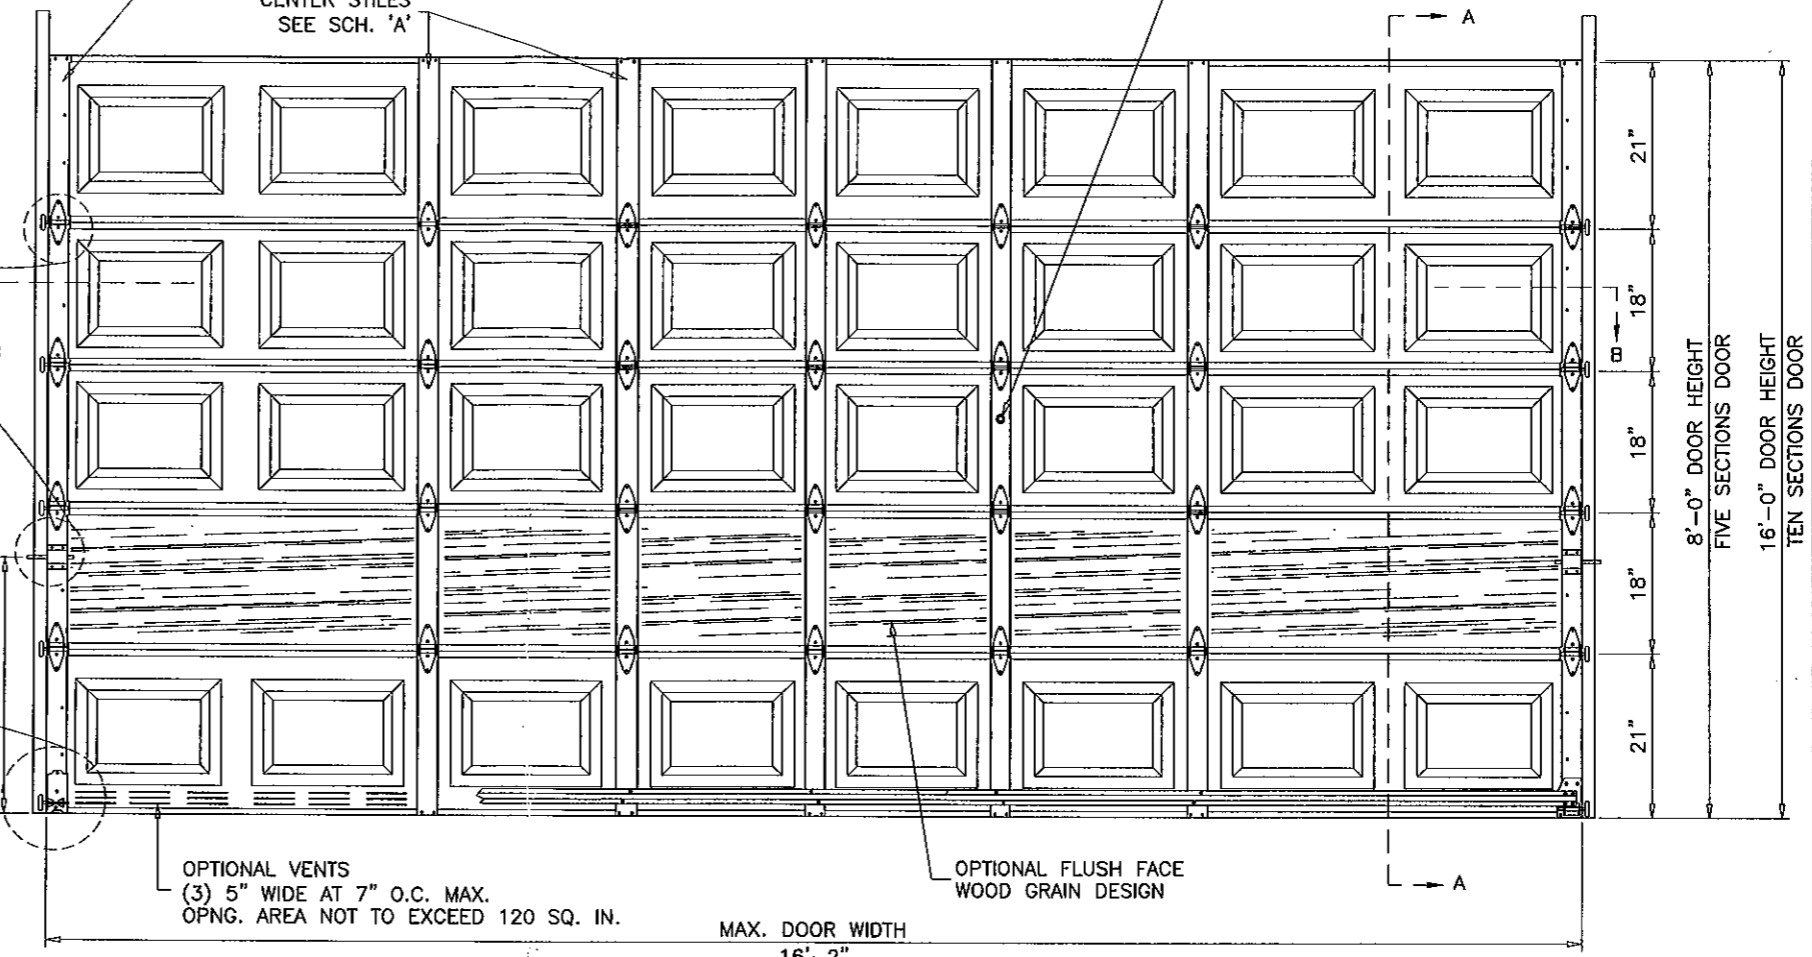 CENTER STILES
SEE SCH. 'A'
A
21"
18"
B
18"
18"
21"
8'-0" DOOR HEIGHT
FIVE SECTIONS DOOR
16'-0" DOOR HEIGHT
TEN SECTIONS DOOR
OPTIONAL VENTS
(3) 5" WIDE AT 7" O.C. MAX.
OPNG. AREA NOT TO EXCEED 120 SQ. IN.
OPTIONAL FLUSH FACE
WOOD GRAIN DESIGN
A
MAX. DOOR WIDTH
16'-2"